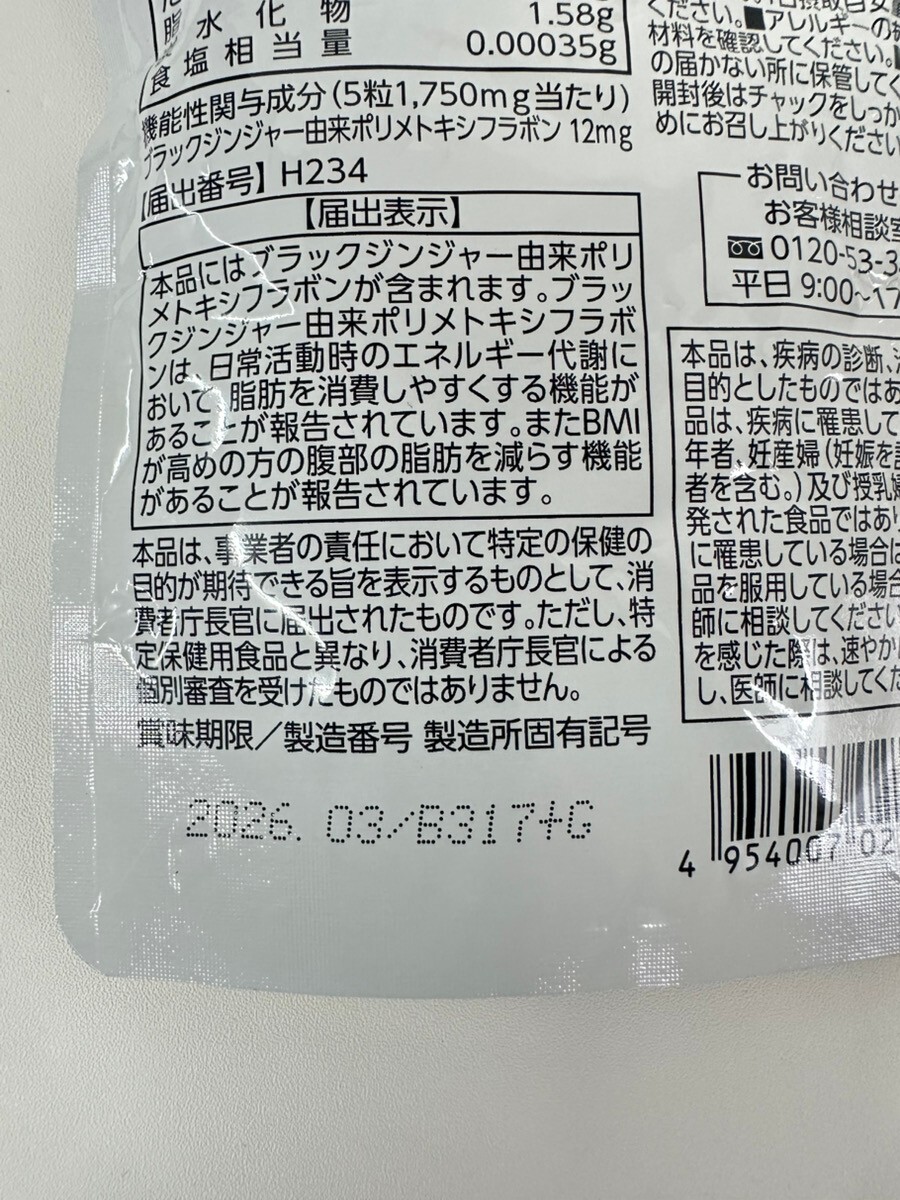 水化物 1.58g
食塩相当量 0.00035g
機能性関与成分(5粒1,750mg当たり)
ブラックジンジャー由来ポリメトキシフラボン 12mg
【届出番号】H234
【届出表示】
本品にはブラックジンジャー由来ポリ
メトキシフラボンが含まれます。ブラッ
クジンジャー由来ポリメトキシフラボ
ンは、日常活動時のエネルギー代謝に
おいて、脂肪を消費しやすくする機能が
あることが報告されています。またBMI
が高めの方の腹部の脂肪を減らす機能
があることが報告されています。
本品は、事業者の責任において特定の保健の
目的が期待できる旨を表示するものとして、消
費者庁長官に届出されたものです。ただし、特
定保健用食品と異なり、消費者庁長官による
個別審査を受けたものではありません。
賞味期限/製造番号 製造所固有記号
2026. 03/B317+G
ください。■アレルギーの
材料を確認してください。
の届かない所に保管して
開封後はチャックをしっか
めにお召し上がりください
お問い合わせ
お客様相談室
0120-53-3
平日 9:00~17
本品は、疾病の診断、
目的としたものではあ
品は、疾病に罹患して
年者、妊産婦(妊娠を
者を含む。)及び授乳婦
発された食品ではあり
に罹患している場合は
品を服用している場合
師に相談してください
を感じた際は、速やかに
し、医師に相談してくだ
4 954007 02